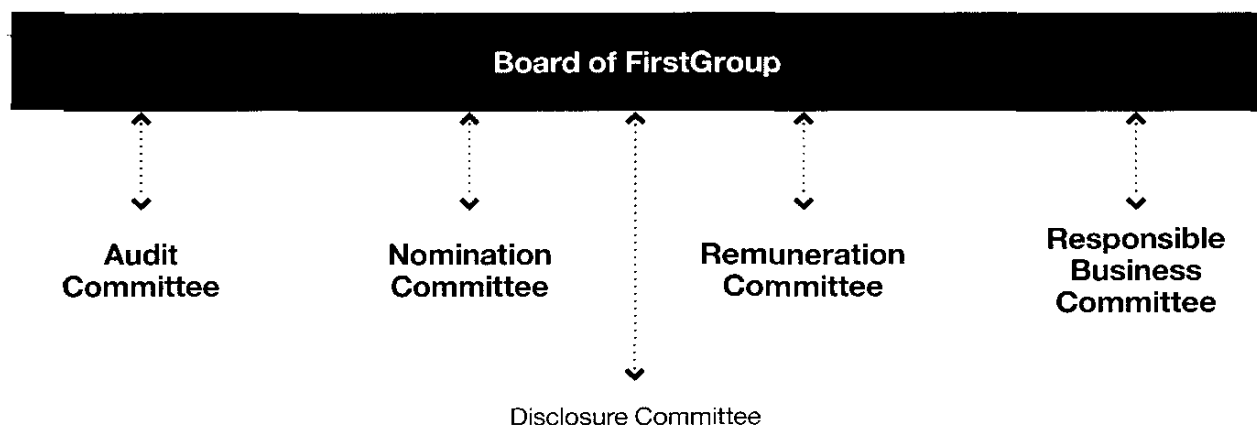 Board of FirstGroup
Audit
Committee
Nomination
Committee
Remuneration
Committee
Responsible
Business
Committee
Disclosure Committee